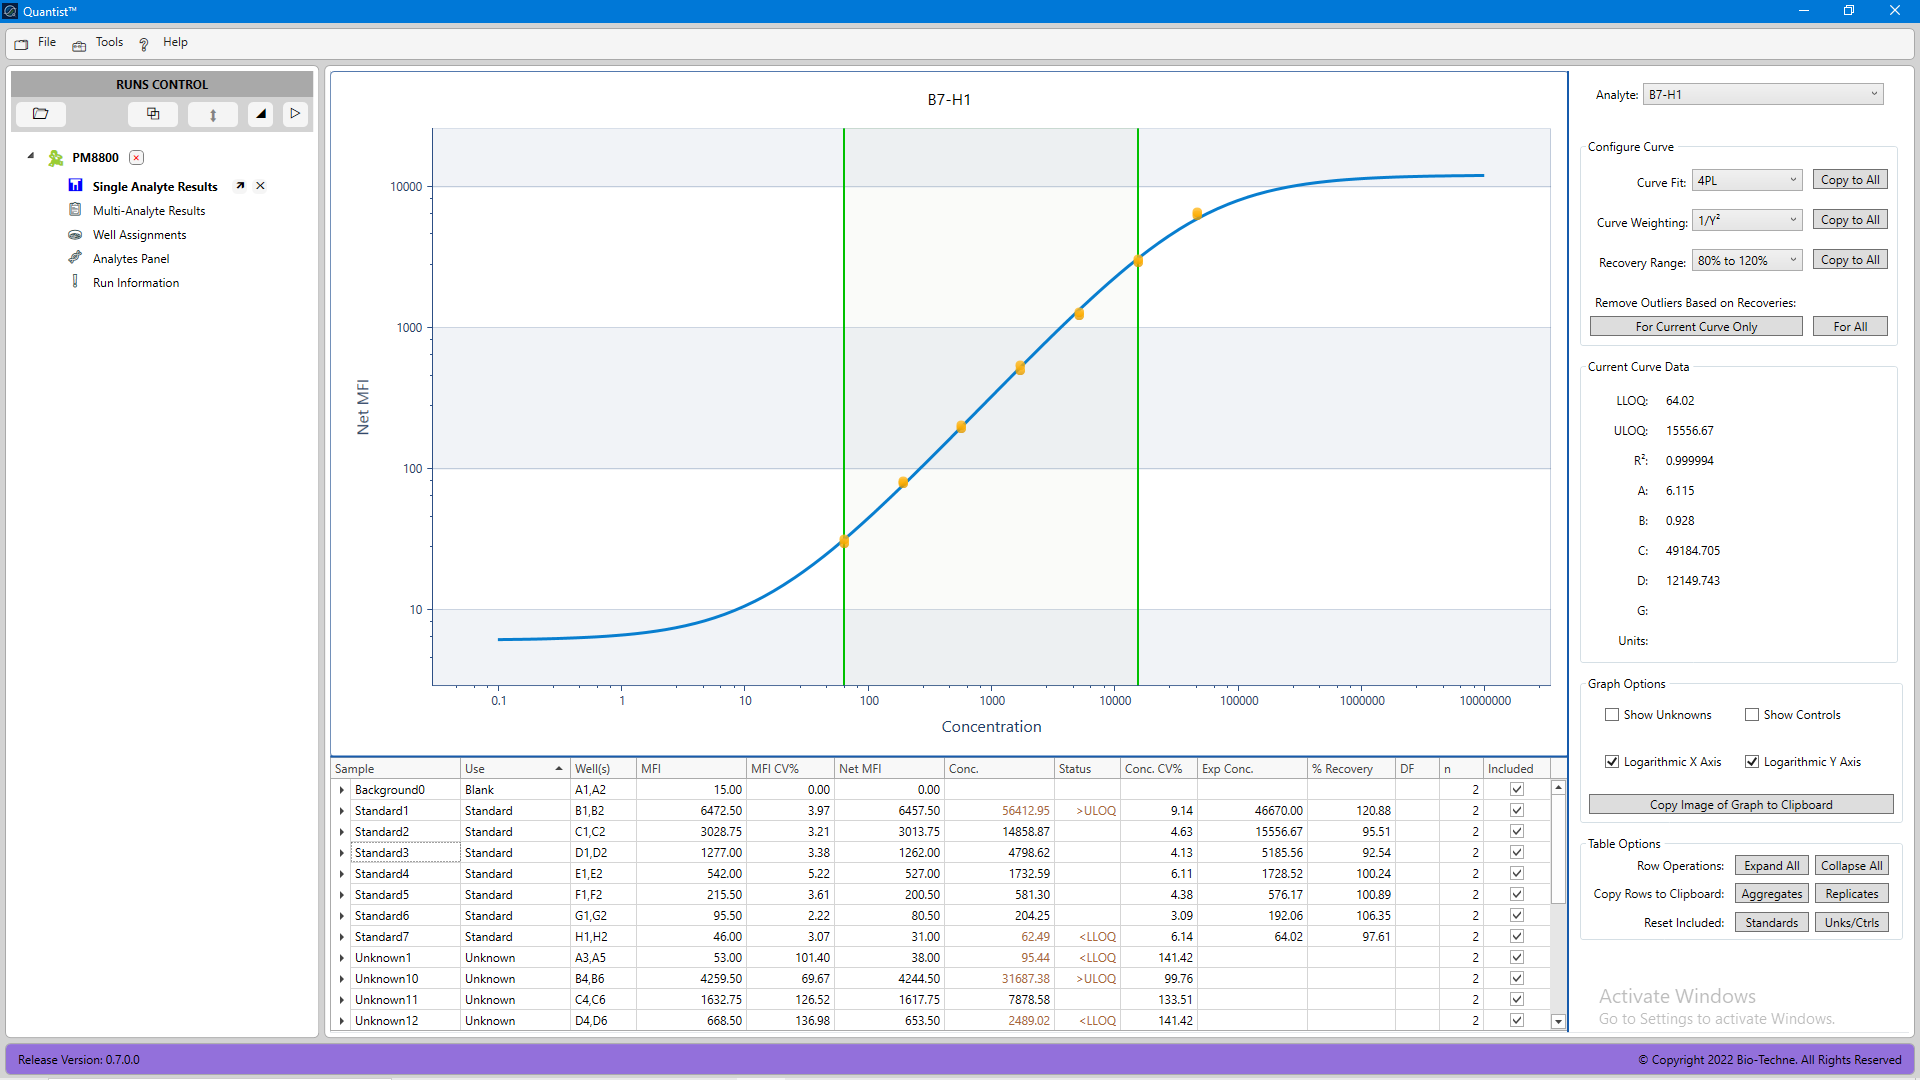 Quantist™
File Tools Help
RUNS CONTROL
PM8800
Single Analyte Results
Multi-Analyte Results
Well Assignments
Analytes Panel
Run Information
B7-H1
10000
1000
100
10
Net MFI
0.1 1 10 100 1000 10000 100000 1000000 10000000
Concentration
Sample Use Well(s) MFI MFI CV% Net MFI Conc. Status Conc. CV% Exp Conc. % Recovery DF n Included
Background0 Blank A1,A2 15.00 0.00 0.00 2
Standard1 Standard B1,B2 6472.50 3.97 6457.50 56412.95 >ULOQ 9.14 46670.00 120.88 2
Standard2 Standard C1,C2 3028.75 3.21 3013.75 14858.87 4.63 15556.67 95.51 2
Standard3 Standard D1,D2 1277.00 3.38 1262.00 4798.62 4.13 5185.56 92.54 2
Standard4 Standard E1,E2 542.00 5.22 527.00 1732.59 6.11 1728.52 100.24 2
Standard5 Standard F1,F2 215.50 3.61 200.50 581.30 4.38 576.17 100.89 2
Standard6 Standard G1,G2 95.50 2.22 80.50 204.25 3.09 192.06 106.35 2
Standard7 Standard H1,H2 46.00 3.07 31.00 62.49 <LLOQ 6.14 64.02 97.61 2
Unknown1 Unknown A3,A5 53.00 101.40 38.00 95.44 <LLOQ 141.42 2
Unknown10 Unknown B4,B6 4259.50 69.67 4244.50 31687.38 >ULOQ 99.76 2
Unknown11 Unknown C4,C6 1632.75 126.52 1617.75 7878.58 133.51 2
Unknown12 Unknown D4,D6 668.50 136.98 653.50 2489.02 <LLOQ 141.42 2
Analyte: B7-H1
Configure Curve
Curve Fit: 4PL Copy to All
Curve Weighting: 1/Y² Copy to All
Recovery Range: 80% to 120% Copy to All
Remove Outliers Based on Recoveries:
For Current Curve Only For All
Current Curve Data
LLOQ: 64.02
ULOQ: 15556.67
R²: 0.999994
A: 6.115
B: 0.928
C: 49184.705
D: 12149.743
G:
Units:
Graph Options
Show Unknowns Show Controls
Logarithmic X Axis Logarithmic Y Axis
Copy Image of Graph to Clipboard
Table Options
Row Operations: Expand All Collapse All
Copy Rows to Clipboard: Aggregates Replicates
Reset Included: Standards Unks/Ctrls
Activate Windows
Go to Settings to activate Windows.
Release Version: 0.7.0.0
© Copyright 2022 Bio-Techne. All Rights Reserved